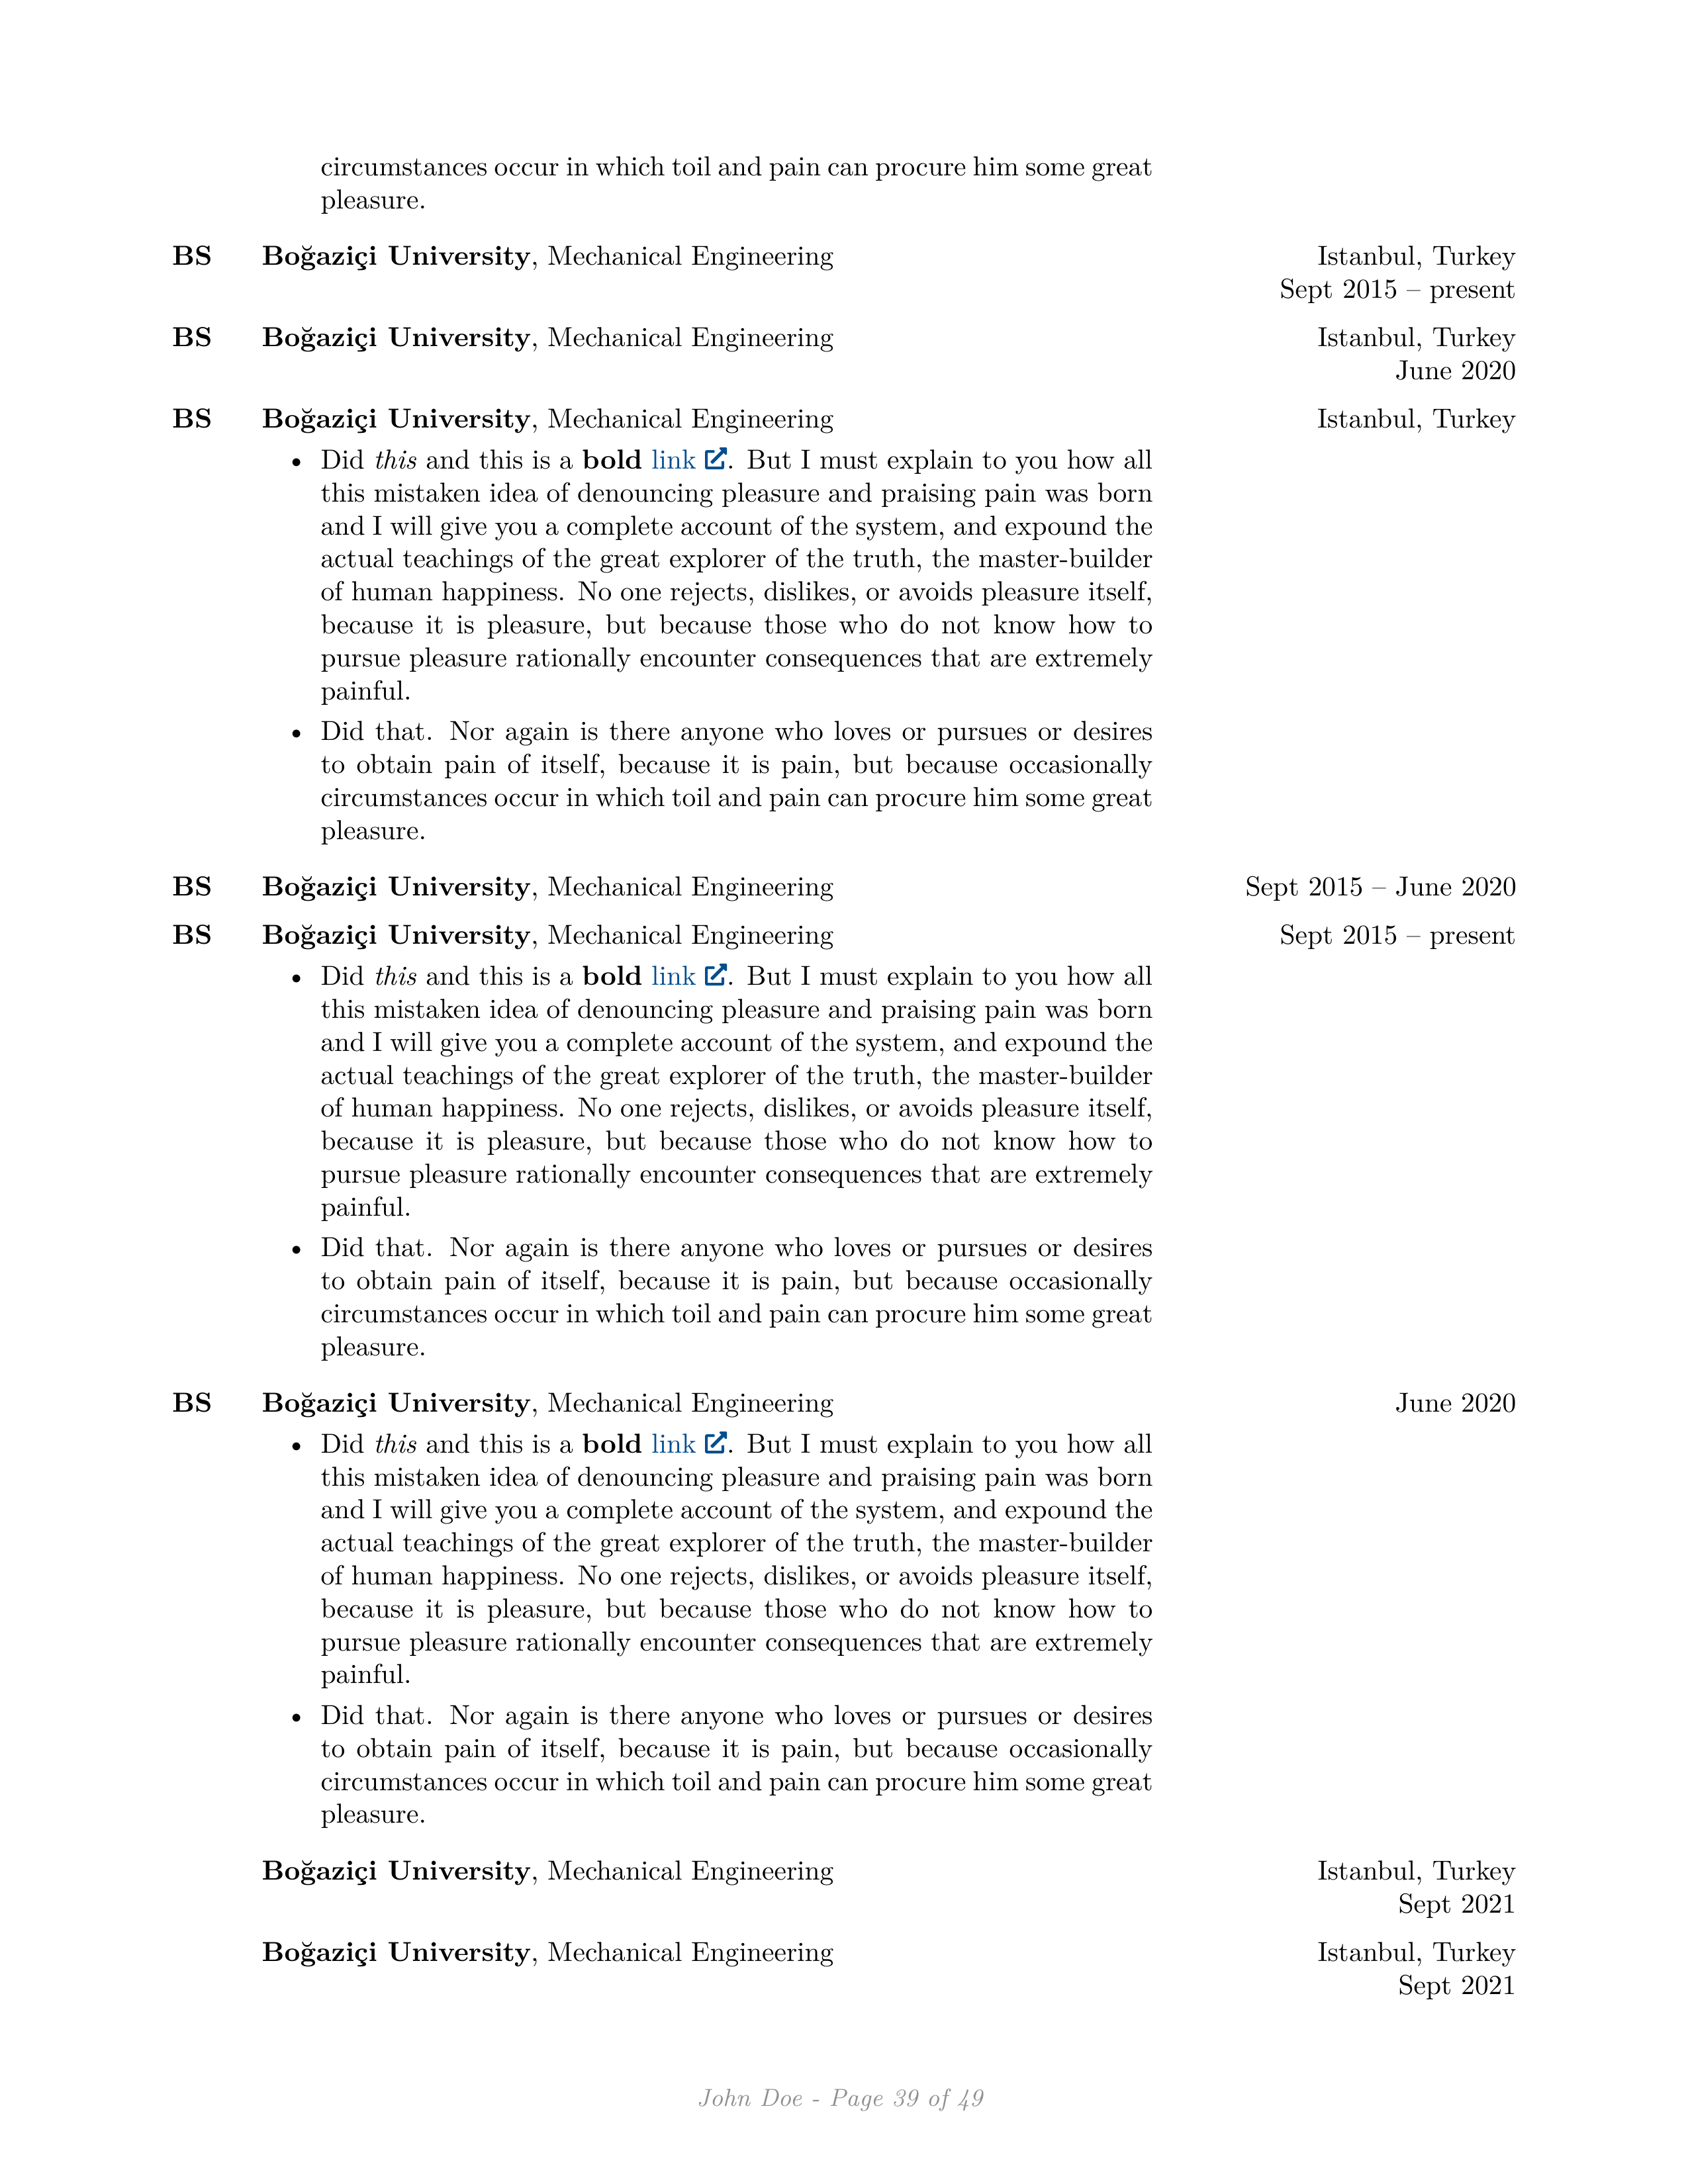 circumstances occur in which toil and pain can procure him some great
pleasure.
BS Boğaziçi University, Mechanical Engineering Istanbul, Turkey
Sept 2015 – present
BS Boğaziçi University, Mechanical Engineering Istanbul, Turkey
June 2020
BS Boğaziçi University, Mechanical Engineering Istanbul, Turkey
• Did this and this is a bold link. But I must explain to you how all
this mistaken idea of denouncing pleasure and praising pain was born
and I will give you a complete account of the system, and expound the
actual teachings of the great explorer of the truth, the master-builder
of human happiness. No one rejects, dislikes, or avoids pleasure itself,
because it is pleasure, but because those who do not know how to
pursue pleasure rationally encounter consequences that are extremely
painful.
• Did that. Nor again is there anyone who loves or pursues or desires
to obtain pain of itself, because it is pain, but because occasionally
circumstances occur in which toil and pain can procure him some great
pleasure.
BS Boğaziçi University, Mechanical Engineering Sept 2015 – June 2020
BS Boğaziçi University, Mechanical Engineering Sept 2015 – present
• Did this and this is a bold link. But I must explain to you how all
this mistaken idea of denouncing pleasure and praising pain was born
and I will give you a complete account of the system, and expound the
actual teachings of the great explorer of the truth, the master-builder
of human happiness. No one rejects, dislikes, or avoids pleasure itself,
because it is pleasure, but because those who do not know how to
pursue pleasure rationally encounter consequences that are extremely
painful.
• Did that. Nor again is there anyone who loves or pursues or desires
to obtain pain of itself, because it is pain, but because occasionally
circumstances occur in which toil and pain can procure him some great
pleasure.
BS Boğaziçi University, Mechanical Engineering June 2020
• Did this and this is a bold link. But I must explain to you how all
this mistaken idea of denouncing pleasure and praising pain was born
and I will give you a complete account of the system, and expound the
actual teachings of the great explorer of the truth, the master-builder
of human happiness. No one rejects, dislikes, or avoids pleasure itself,
because it is pleasure, but because those who do not know how to
pursue pleasure rationally encounter consequences that are extremely
painful.
• Did that. Nor again is there anyone who loves or pursues or desires
to obtain pain of itself, because it is pain, but because occasionally
circumstances occur in which toil and pain can procure him some great
pleasure.
Boğaziçi University, Mechanical Engineering Istanbul, Turkey
Sept 2021
Boğaziçi University, Mechanical Engineering Istanbul, Turkey
Sept 2021
John Doe - Page 39 of 49